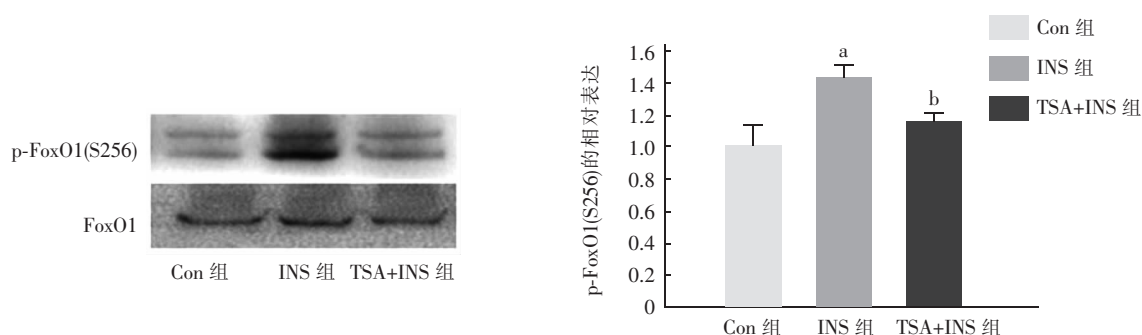 p-FoxO1(S256)
FoxO1
Con 组 INS 组 TSA+INS 组
p-FoxO1(S256)的相对表达
1.6
1.4
1.2
1.0
0.8
0.6
0.4
0.2
0
a
b
Con 组 INS 组 TSA+INS 组
Con 组
INS 组
TSA+INS 组